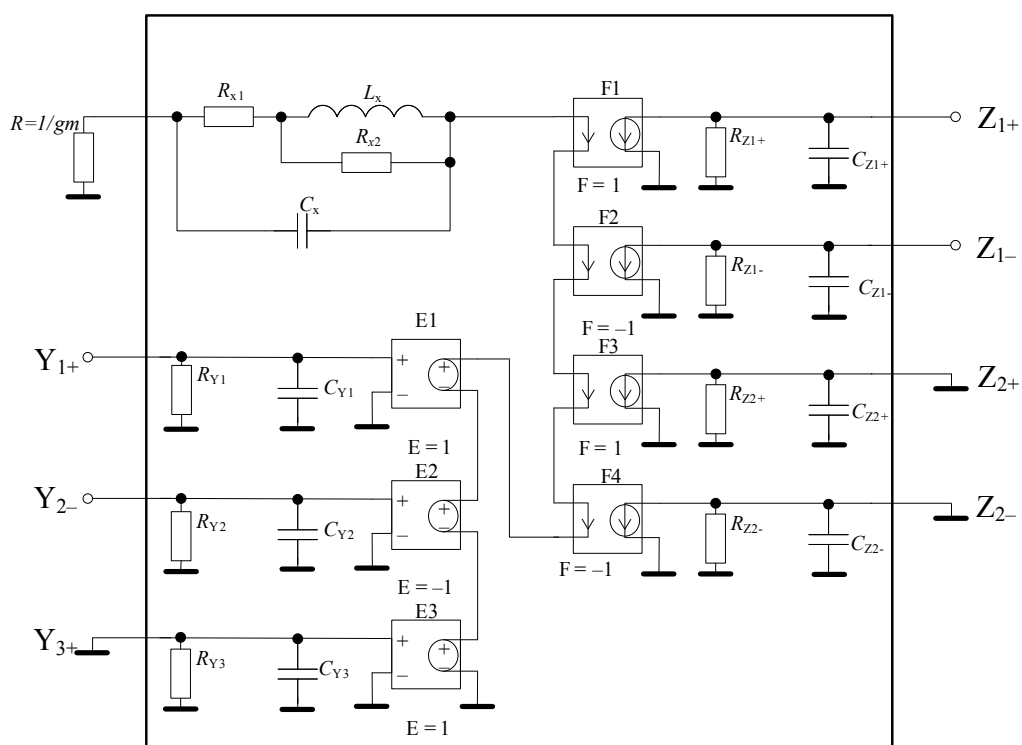 R=1/gm
Rx1
Lx
Rx2
Cx
F1
F = 1
RZ1+
CZ1+
Z1+
F2
F = –1
RZ1-
CZ1-
Z1–
Y1+
RY1
CY1
+
-
E1
+
-
E = 1
F3
F = 1
RZ2+
CZ2+
Z2+
Y2–
RY2
CY2
+
-
E2
+
-
E = –1
F4
F = –1
RZ2-
CZ2-
Z2–
Y3+
RY3
CY3
+
-
E3
+
-
E = 1